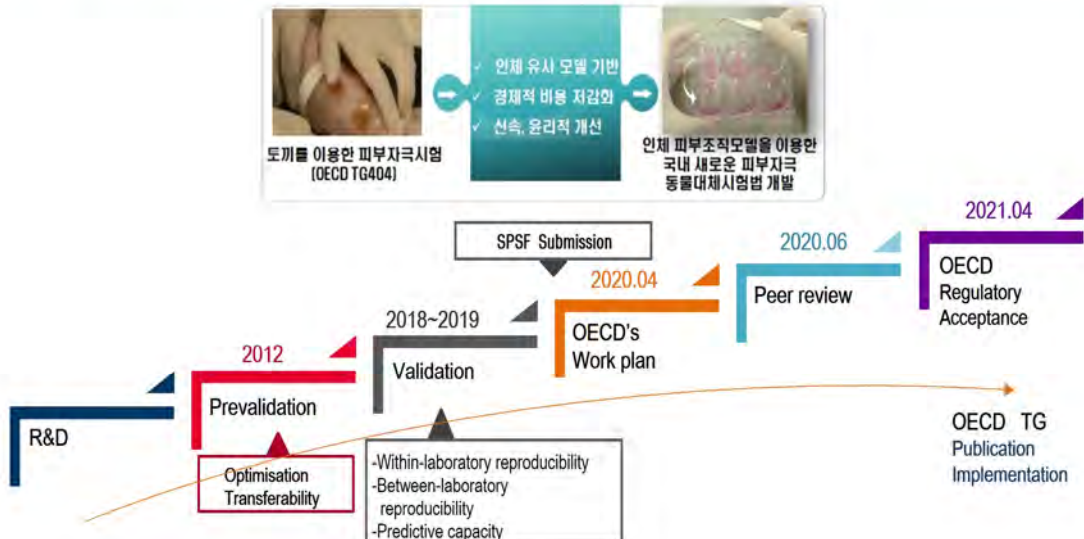 ✓ 인체 유사 모델 기반
✓ 경제적 비용 저감화
✓ 신속, 윤리적 개선
토끼를 이용한 피부자극시험
(OECD TG404)
인체 피부조직모델을 이용한
국내 새로운 피부자극
동물대체시험법 개발
R&D
2012
Prevalidation
Optimisation
Transferability
2018~2019
Validation
-Within-laboratory reproducibility
-Between-laboratory
reproducibility
-Predictive capacity
SPSF Submission
2020.04
OECD's
Work plan
2020.06
Peer review
2021.04
OECD
Regulatory
Acceptance
OECD TG
Publication
Implementation